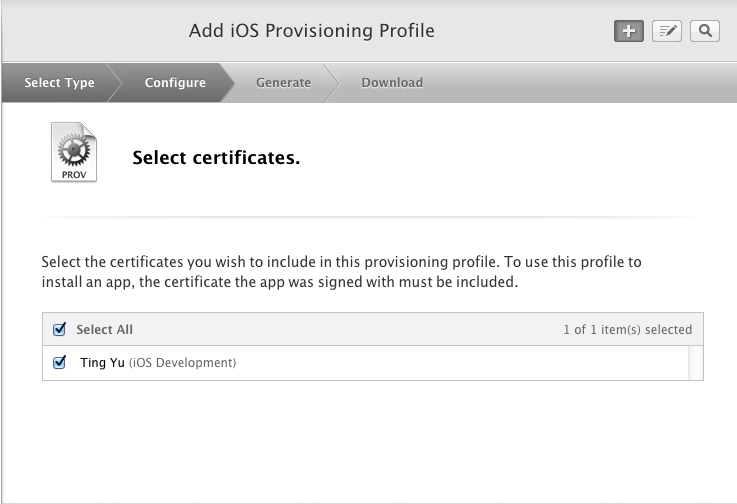 Add iOS Provisioning Profile
Select Type Configure Generate Download
PROV
Select certificates.
Select the certificates you wish to include in this provisioning profile. To use this profile to
install an app, the certificate the app was signed with must be included.
Select All 1 of 1 item(s) selected
Ting Yu (iOS Development)